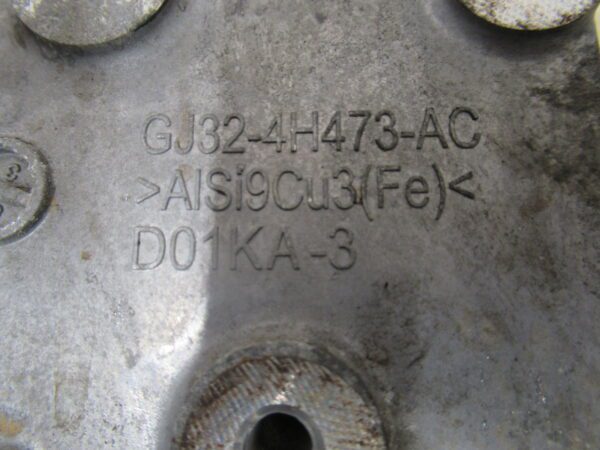 GJ32-4H473-AC
>AlSi9Cu3(Fe)<
D01KA-3